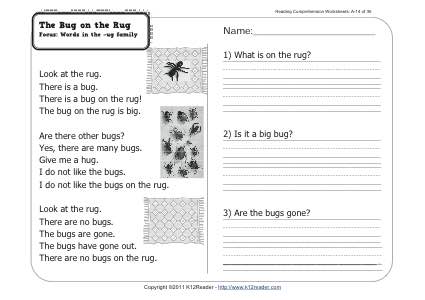 Reading Comprehension Worksheets: A-14 of 36
The Bug on the Rug
Focus: Words in the -ug family
Name:
Look at the rug.
There is a bug.
There is a bug on the rug!
The bug on the rug is big.
Are there other bugs?
Yes, there are many bugs.
Give me a hug.
I do not like the bugs.
I do not like the bugs on the rug.
Look at the rug.
There are no bugs.
The bugs are gone.
The bugs have gone out.
There are no bugs on the rug.
1) What is on the rug?
2) Is it a big bug?
3) Are the bugs gone?
Copyright ©2011 K12Reader - http://www.k12reader.com